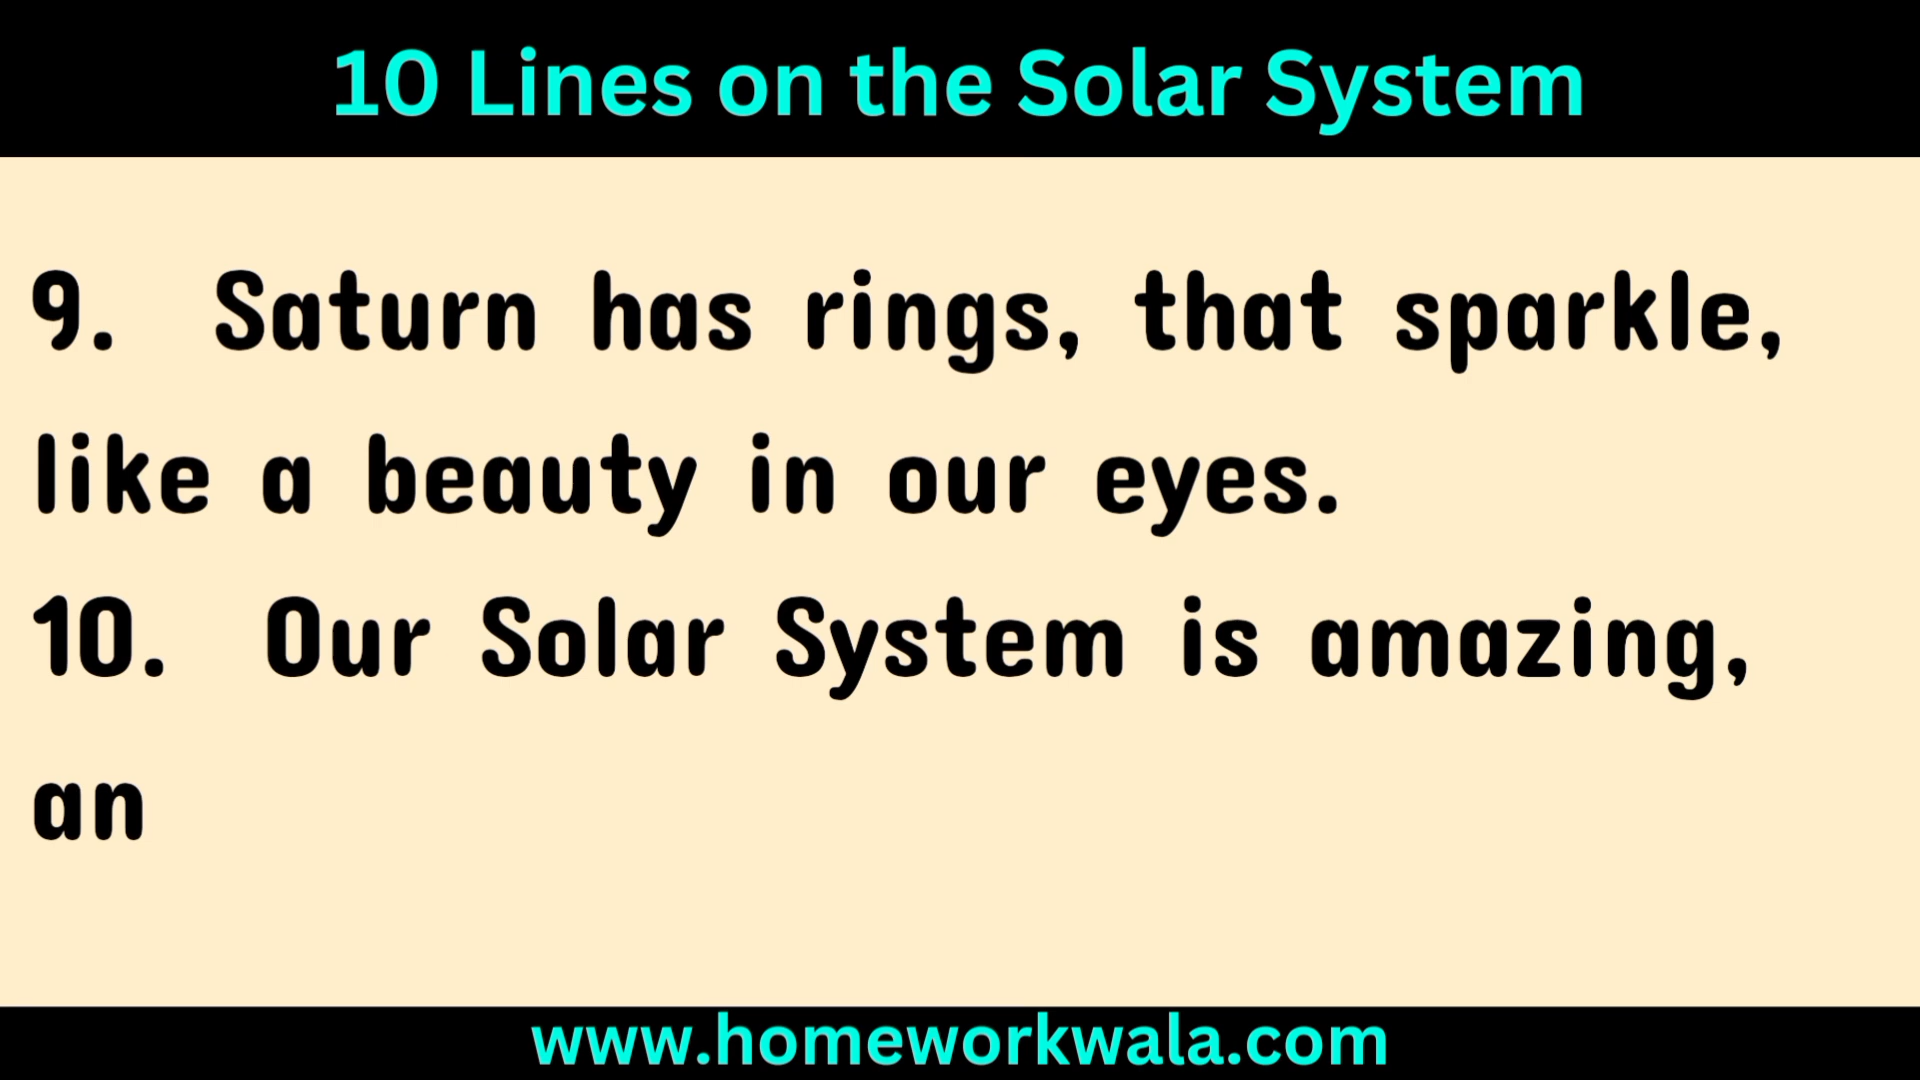 10 Lines on the Solar System
9. Saturn has rings, that sparkle,
like a beauty in our eyes.
10. Our Solar System is amazing,
an
www.homeworkwala.com